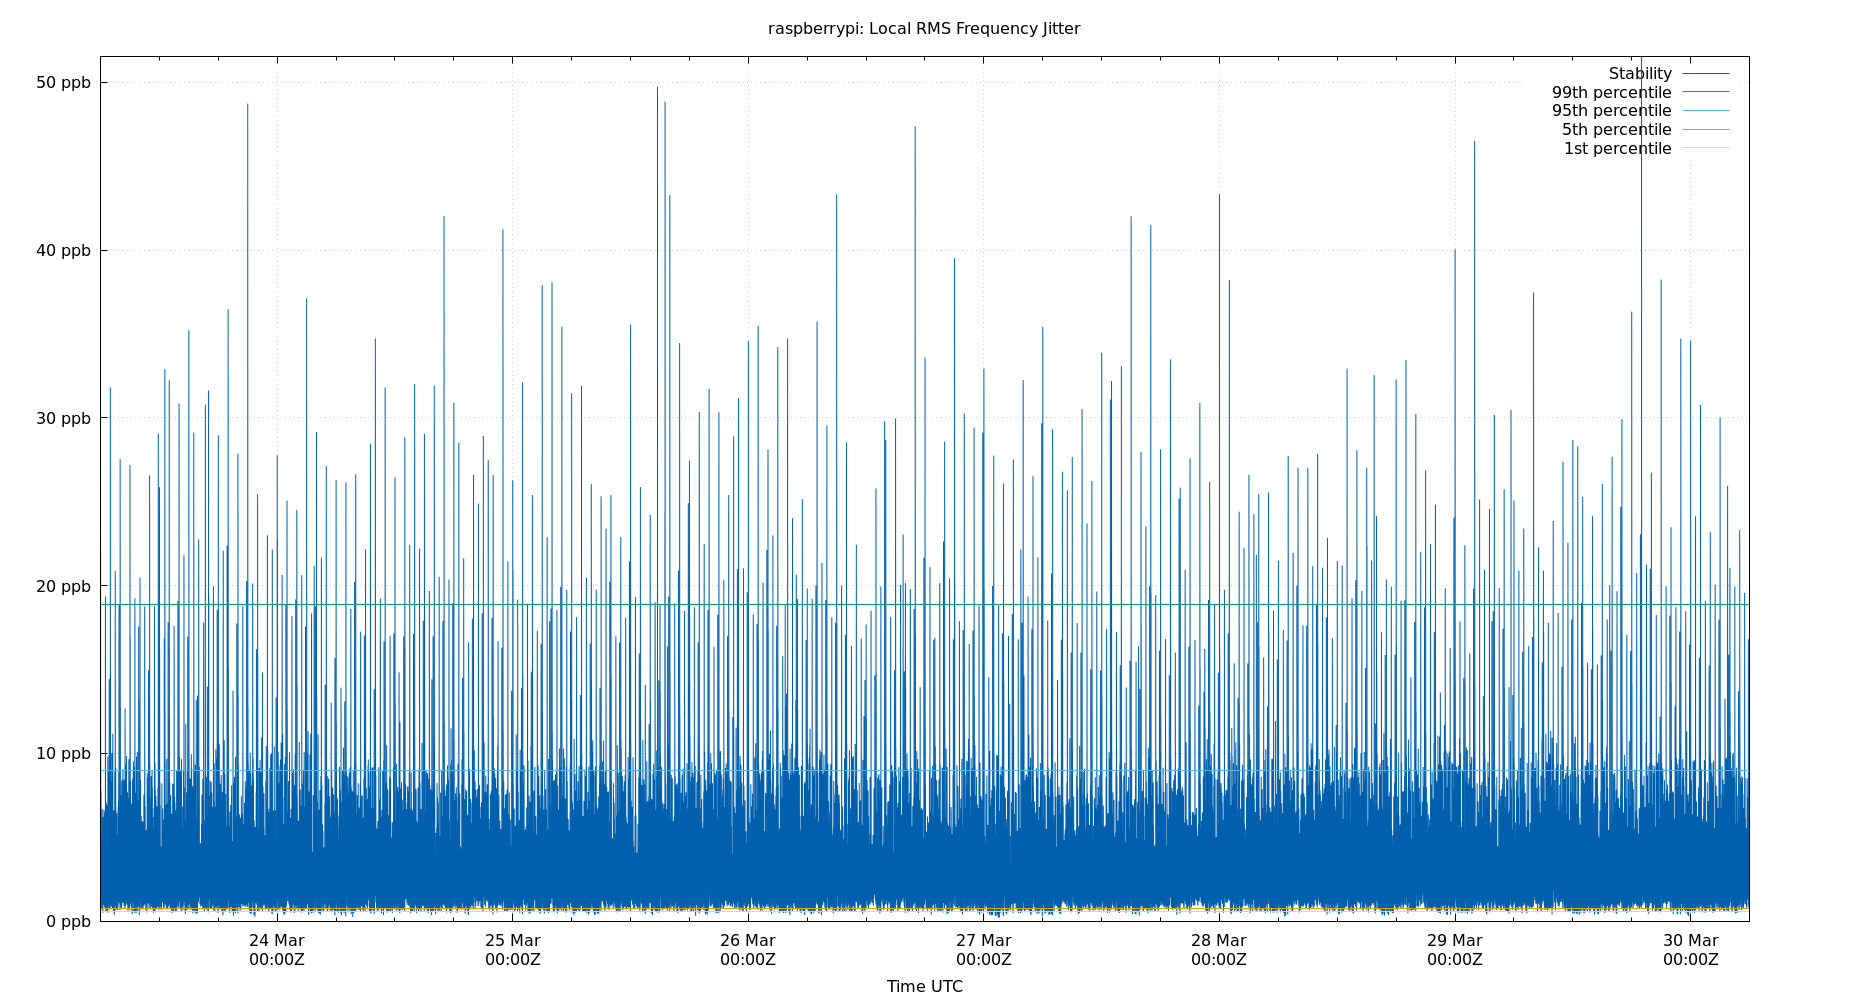 raspberrypi: Local RMS Frequency Jitter
50 ppb
40 ppb
30 ppb
20 ppb
10 ppb
0 ppb
Stability
99th percentile
95th percentile
5th percentile
1st percentile
24 Mar
00:00Z
25 Mar
00:00Z
26 Mar
00:00Z
27 Mar
00:00Z
28 Mar
00:00Z
29 Mar
00:00Z
30 Mar
00:00Z
Time UTC